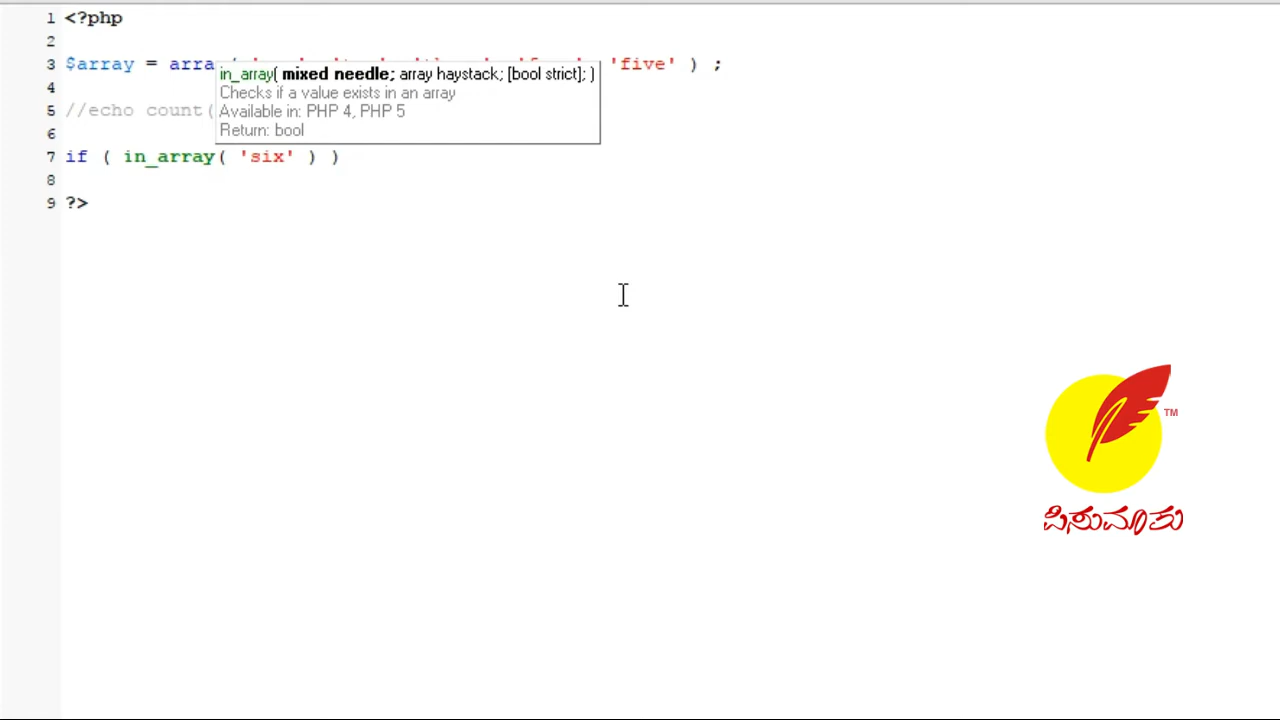 1 <?php
2
3 $array = arra 'five' ) ;
in_array( mixed needle; array haystack; [bool strict]; )
4
Checks if a value exists in an array
5 //echo count(
Available in: PHP 4, PHP 5
6
Return: bool
7 if ( in_array( 'six' ) )
8
9 ?>
TM
ಪಿಸುಮಾತು